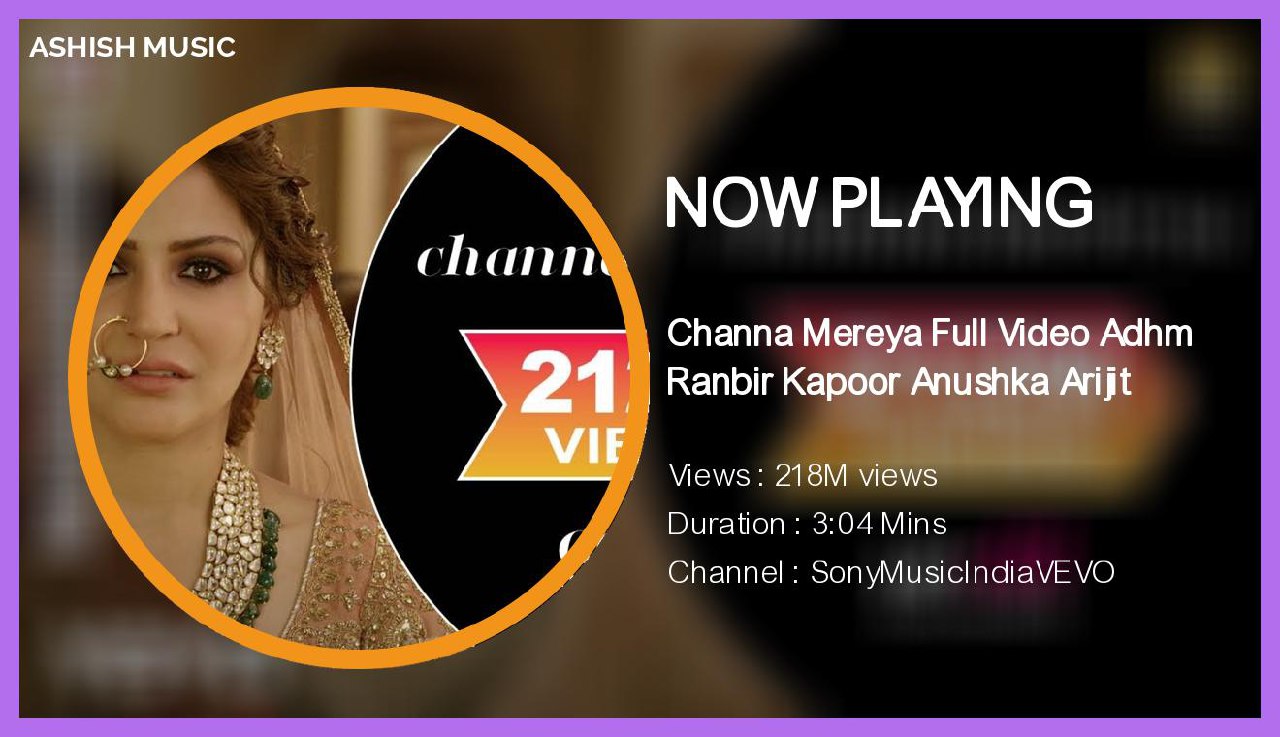 ASHISH MUSIC
NOW PLAYING
Channa Mereya Full Video Adhm
Ranbir Kapoor Anushka Arijit
Views : 218M views
Duration : 3:04 Mins
Channel : SonyMusicIndiaVEVO